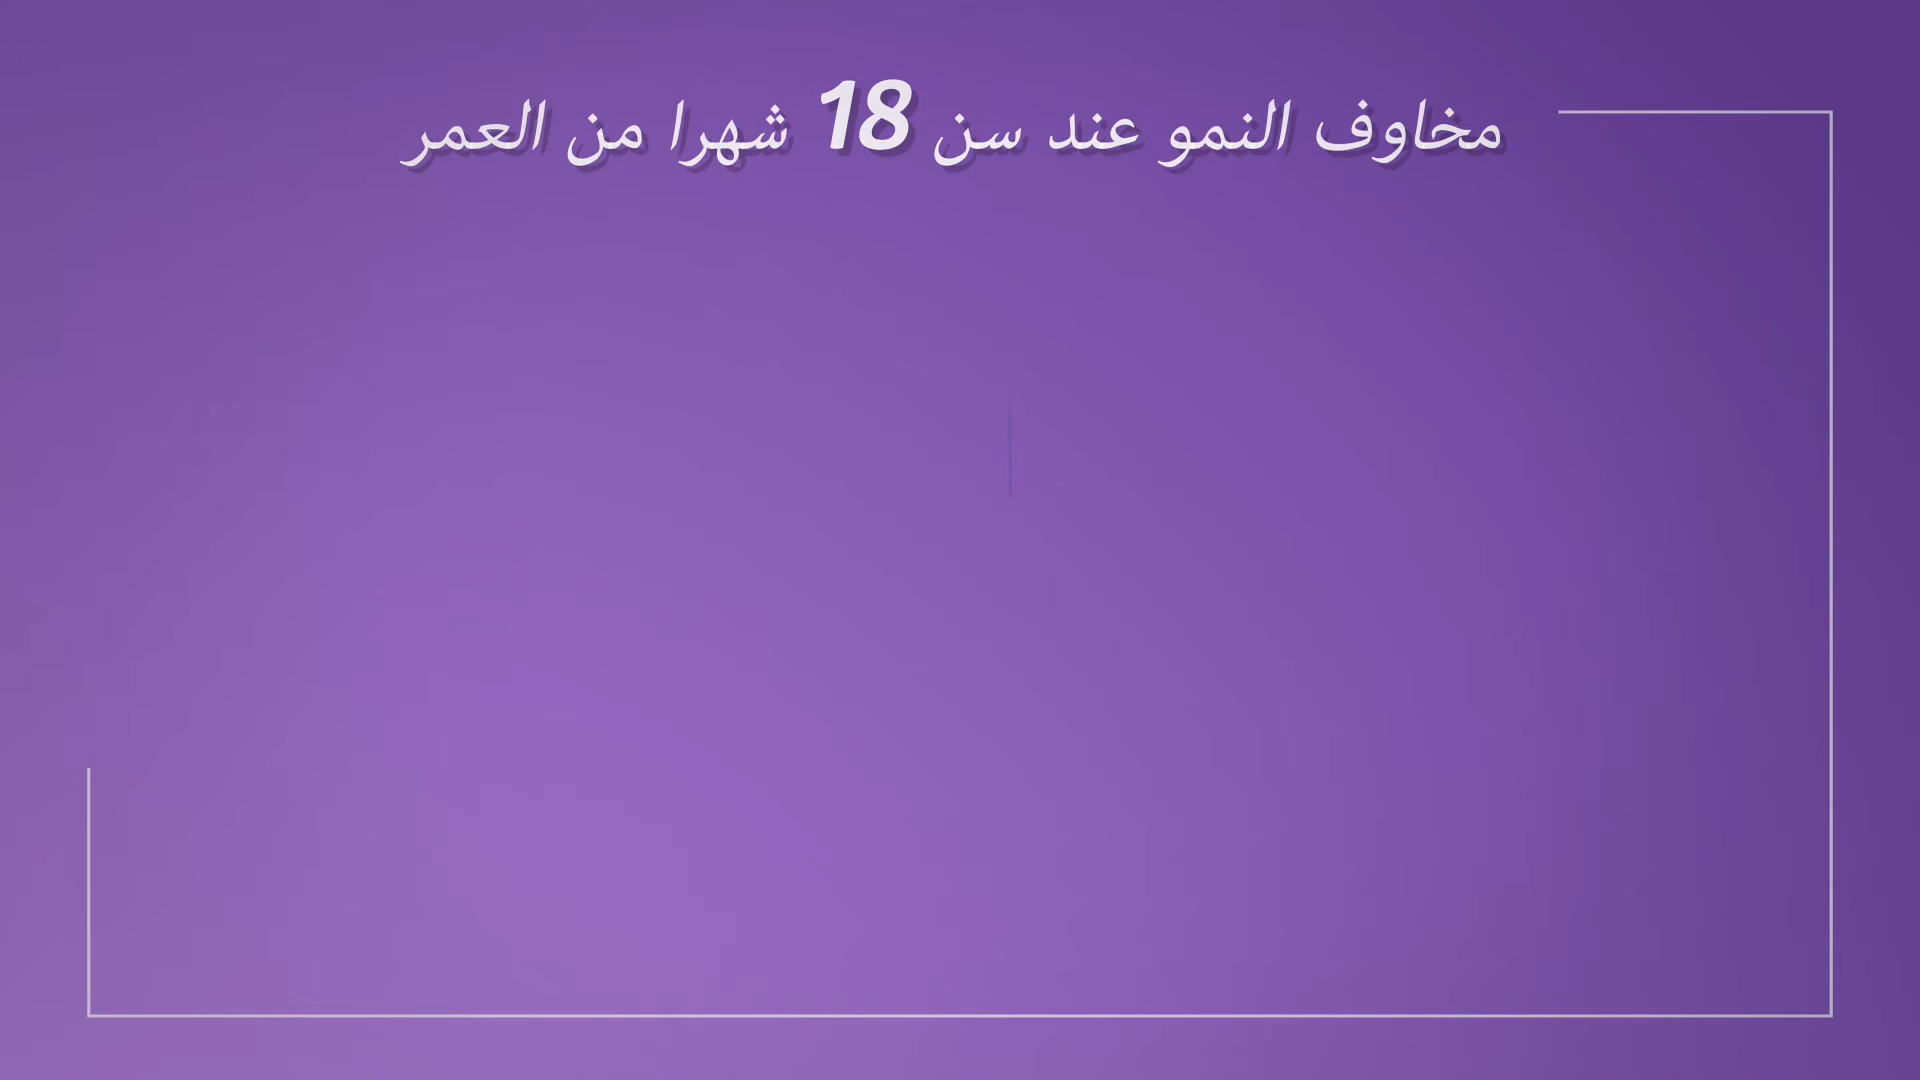 مخاوف النمو عند سن 18 شهرا من العمر